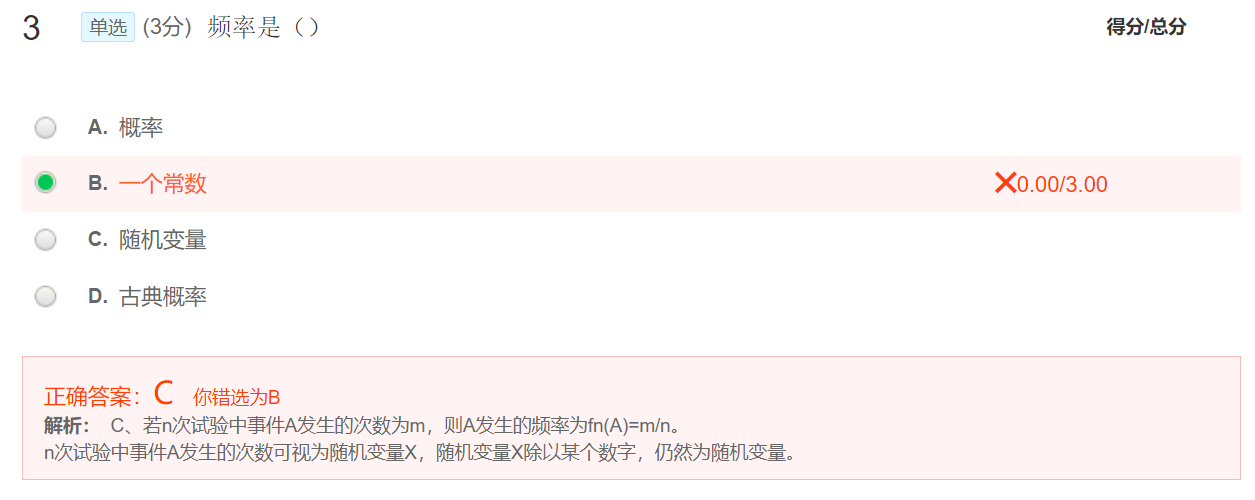 3 单选 (3分) 频率是（） 得分/总分
A. 概率
B. 一个常数 ✕0.00/3.00
C. 随机变量
D. 古典概率
正确答案：C 你错选为B
解析： C、若n次试验中事件A发生的次数为m，则A发生的频率为fn(A)=m/n。
n次试验中事件A发生的次数可视为随机变量X，随机变量X除以某个数字，仍然为随机变量。